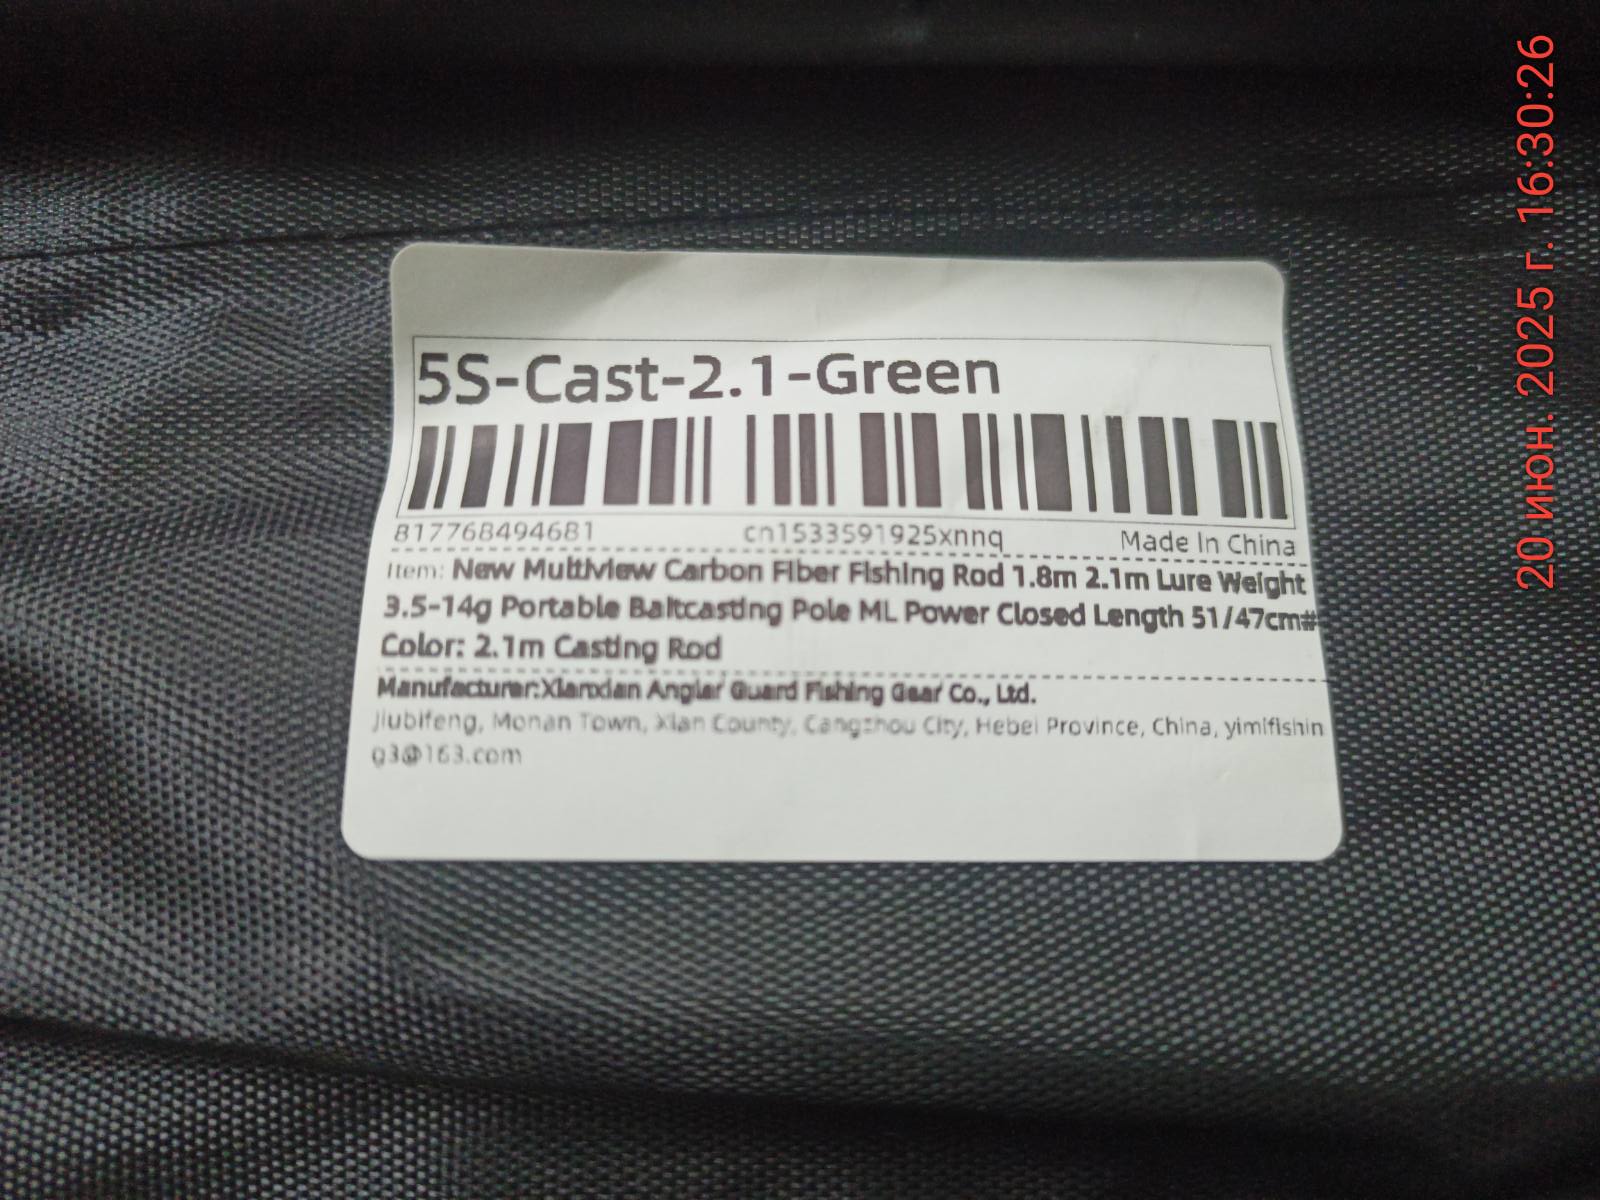 5S-Cast-2.1-Green
817768494681 cn1533591925xnnq Made In China
Item: New Multiview Carbon Fiber Fishing Rod 1.8m 2.1m Lure Weight
3.5-14g Portable Baitcasting Pole ML Power Closed Length 51/47cm#
Color: 2.1m Casting Rod
Manufacturer:Xianxian Angler Guard Fishing Gear Co., Ltd.
Jiubifeng, Monan Town, Xian County, Cangzhou City, Hebei Province, China, yimifishin
g3@163.com
20 июн. 2025 г. 16:30:26